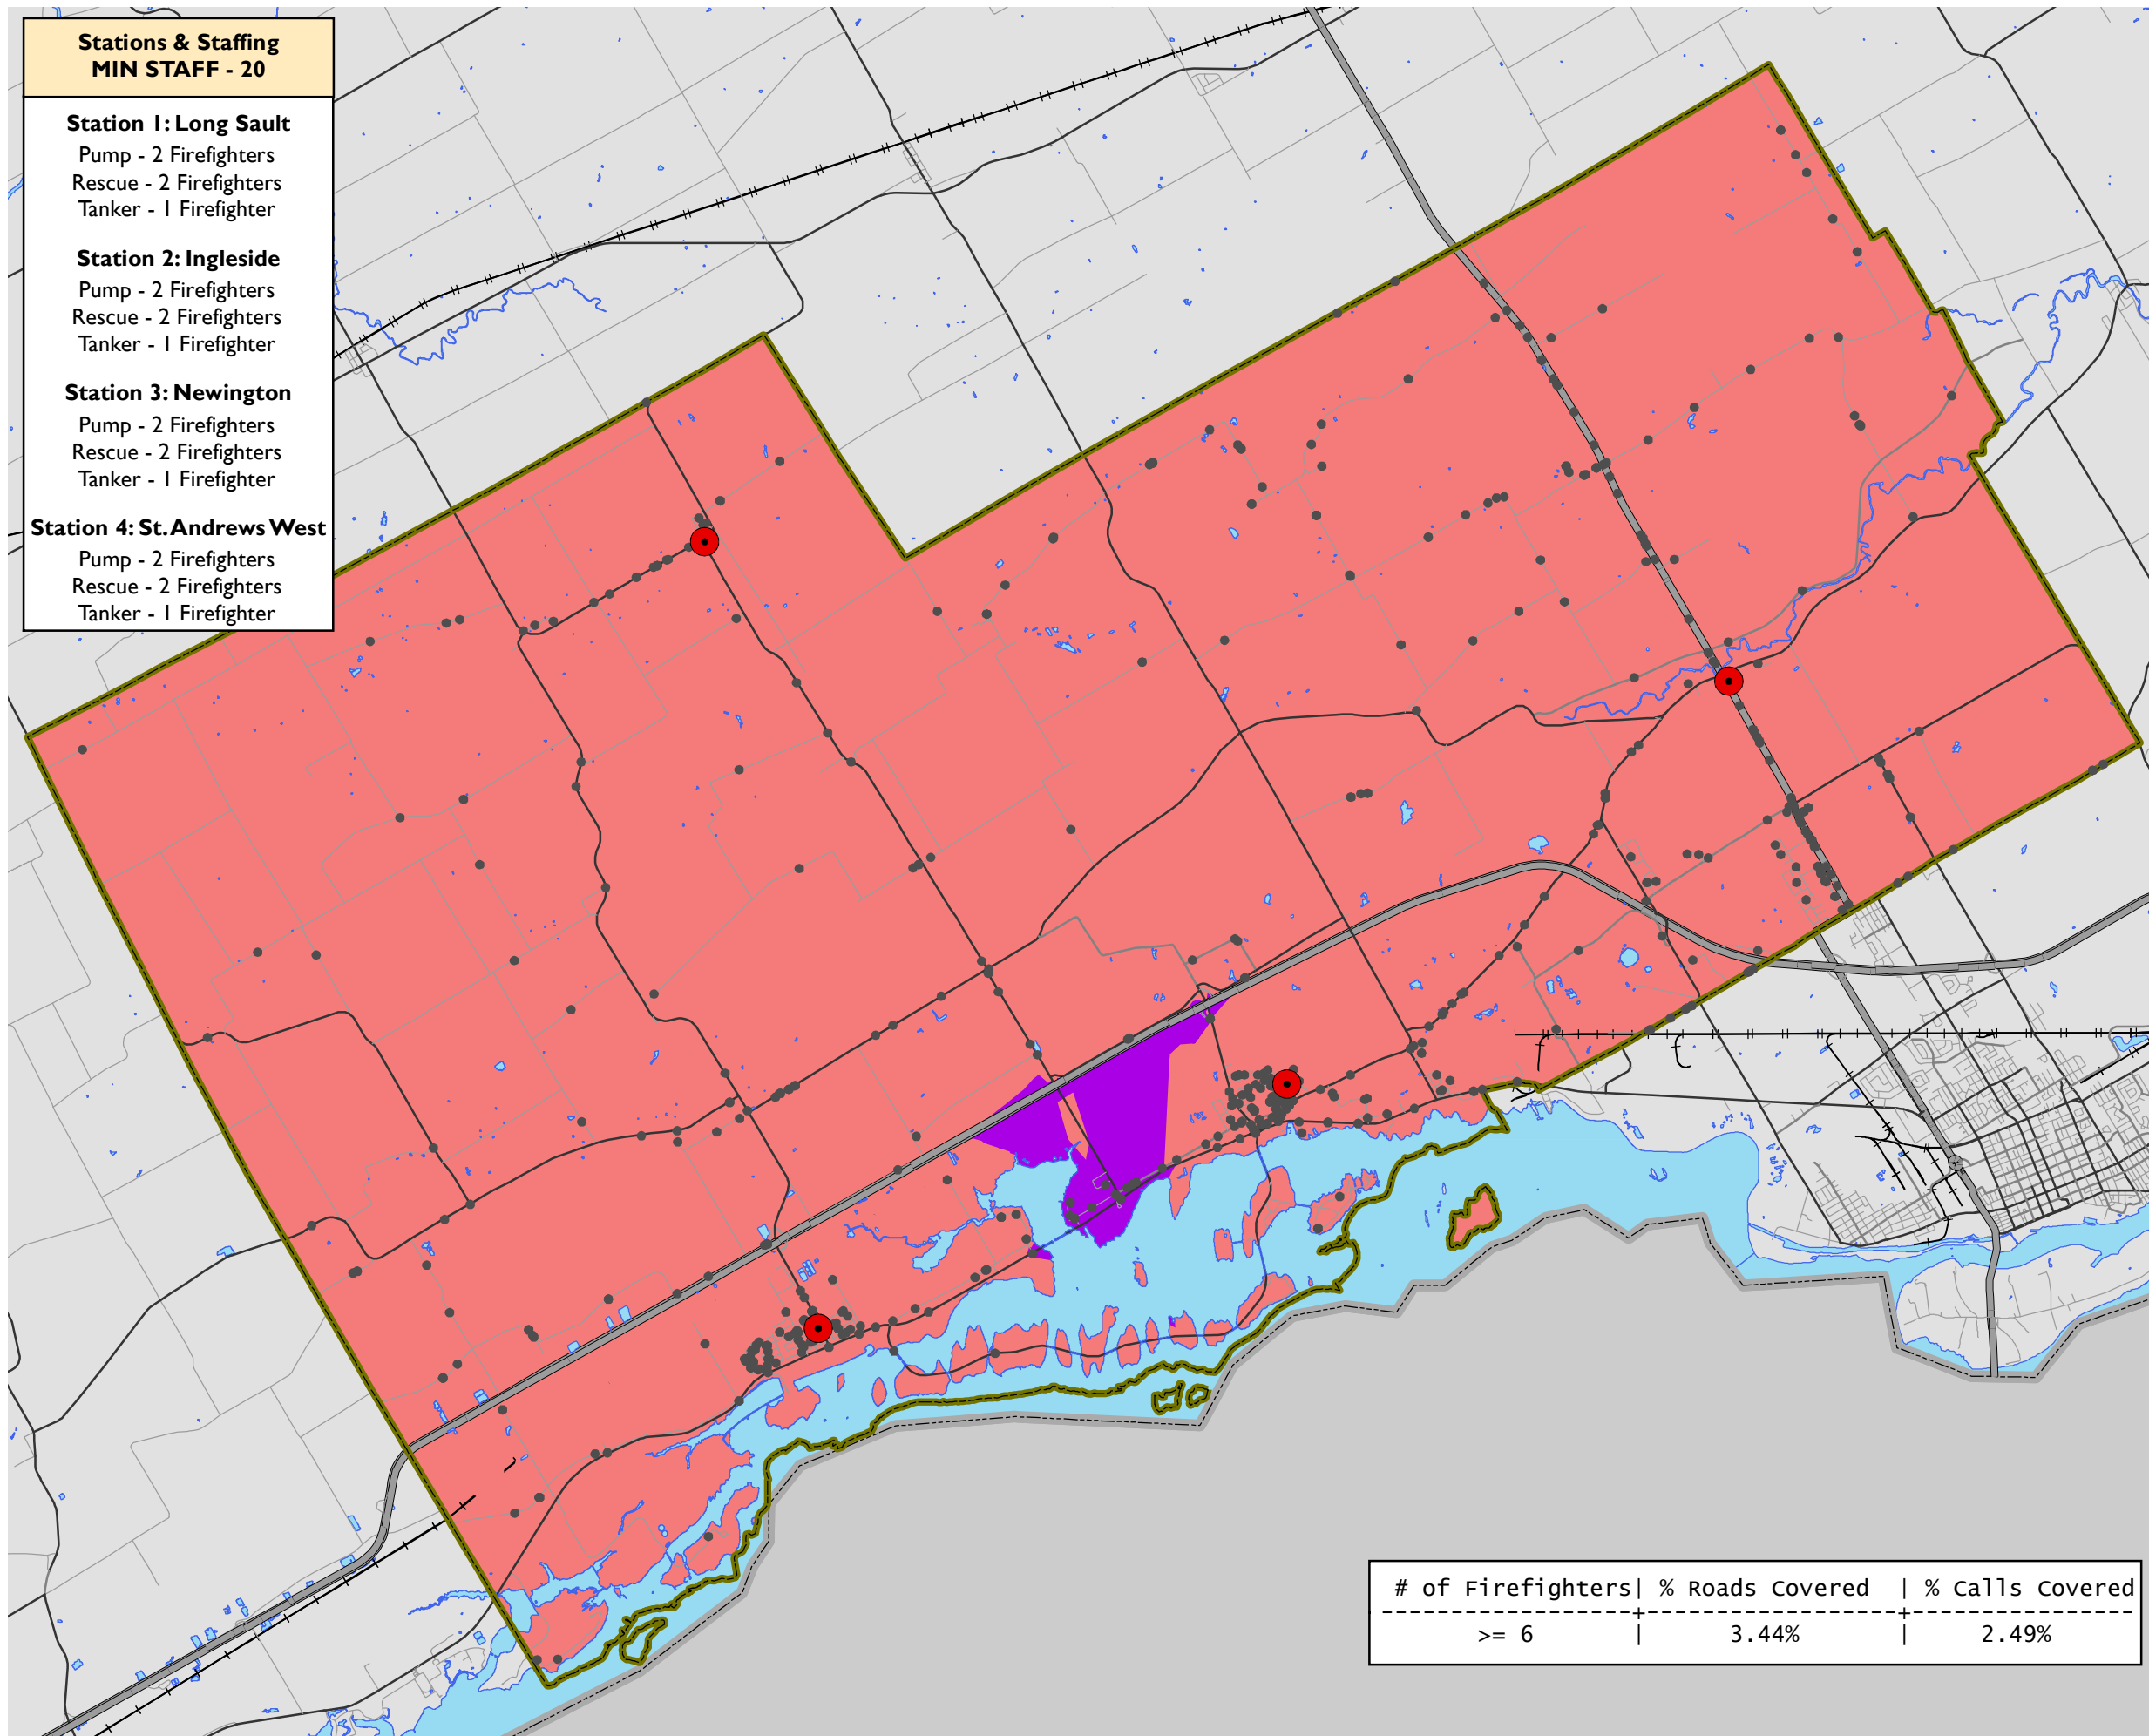 Stations & Staffing
MIN STAFF - 20
Station 1: Long Sault
Pump - 2 Firefighters
Rescue - 2 Firefighters
Tanker - 1 Firefighter
Station 2: Ingleside
Pump - 2 Firefighters
Rescue - 2 Firefighters
Tanker - 1 Firefighter
Station 3: Newington
Pump - 2 Firefighters
Rescue - 2 Firefighters
Tanker - 1 Firefighter
Station 4: St. Andrews West
Pump - 2 Firefighters
Rescue - 2 Firefighters
Tanker - 1 Firefighter
# of Firefighters| % Roads Covered | % Calls Covered
>= 6 | 3.44% | 2.49%